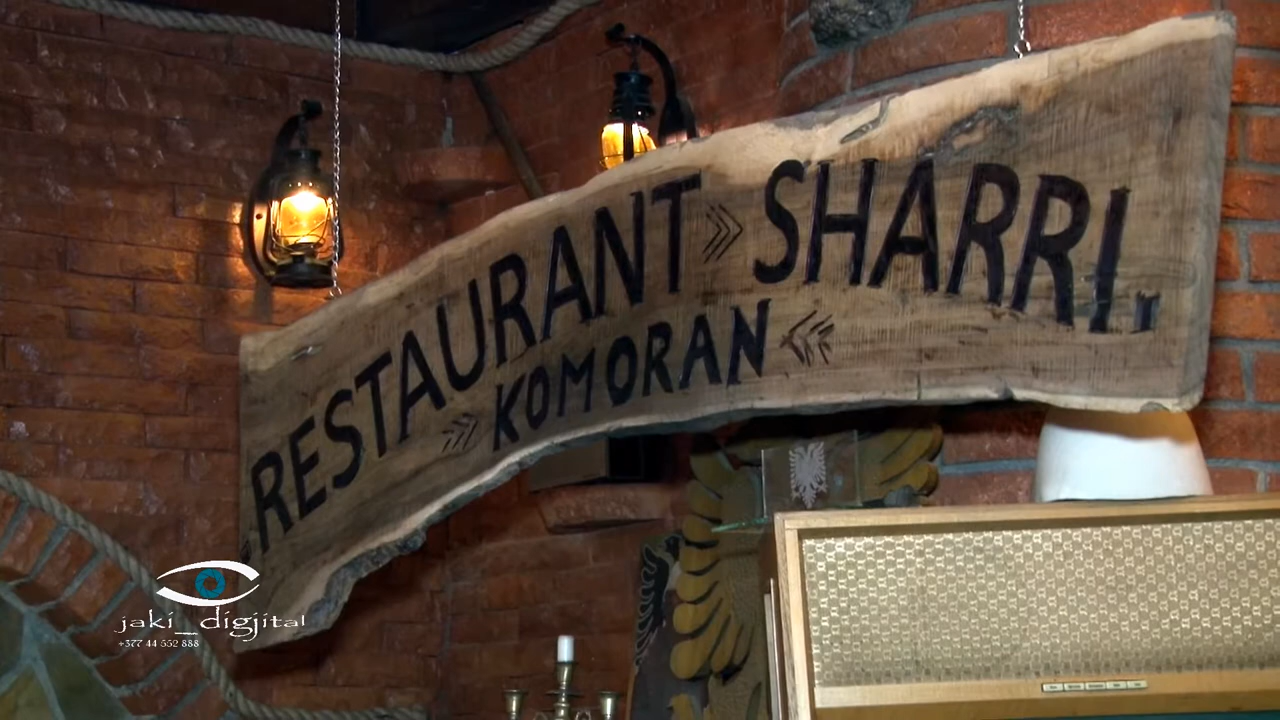 „RESTAURANT » SHARRI„
» KOMORAN «
jaki_digjital
+377 44 552 888